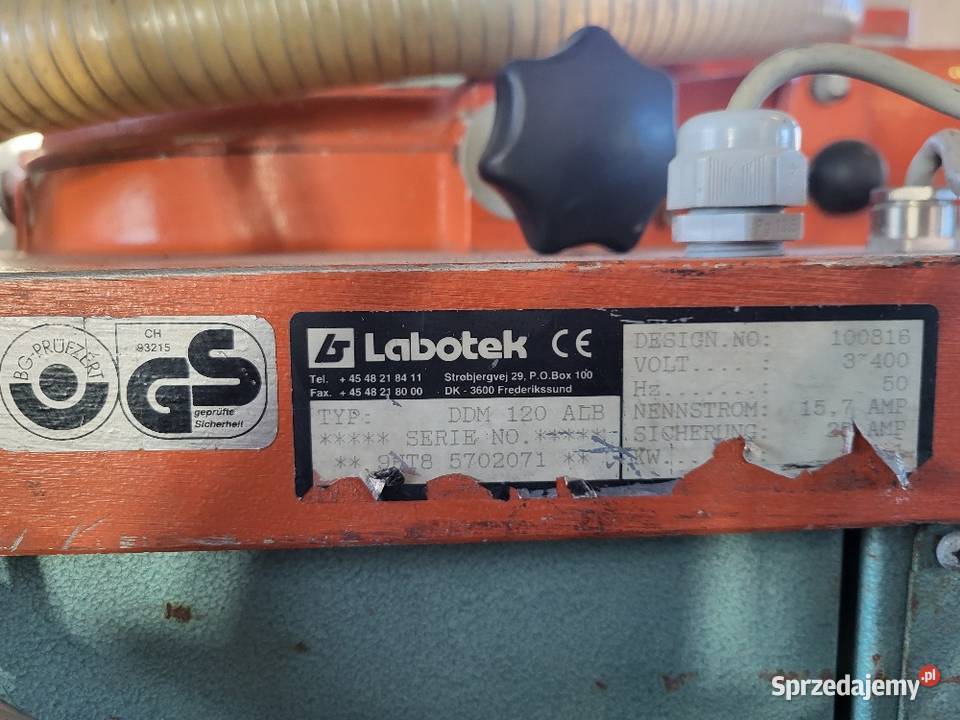 BG-PRÜFZERT
CH
93215
GS
geprüfte
Sicherheit
Labotek CE
Tel. + 45 48 21 84 11 Strobjergvej 29, P.O.Box 100
Fax. + 45 48 21 80 00 DK - 3600 Frederikssund
TYP: DDM 120 ALB
***** SERIE NO.*****
** 5702071 **
DESIGN.NO: 100816
VOLT.....: 3~400
Hz.......: 50
NENNSTROM: 15,7 AMP
SICHERUNG: AMP
KW
Sprzedajemy.pl